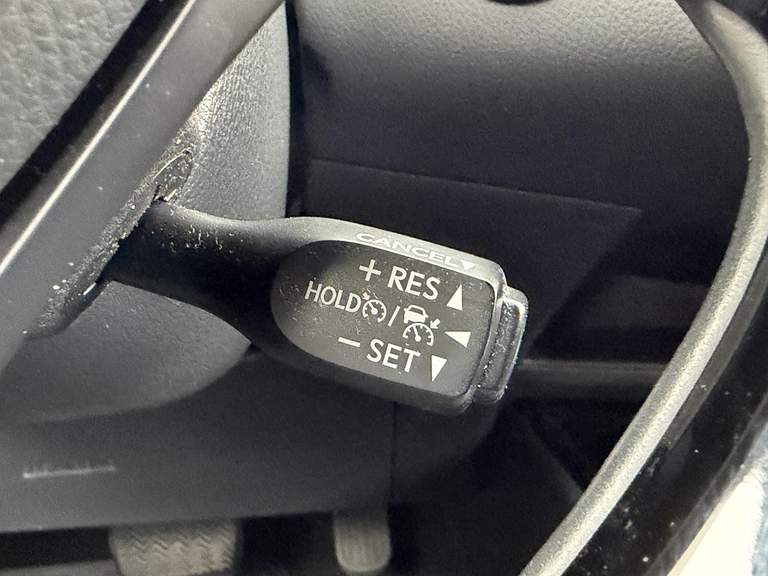 CANCEL▼
+ RES ▲
HOLD / ◀
− SET ▼